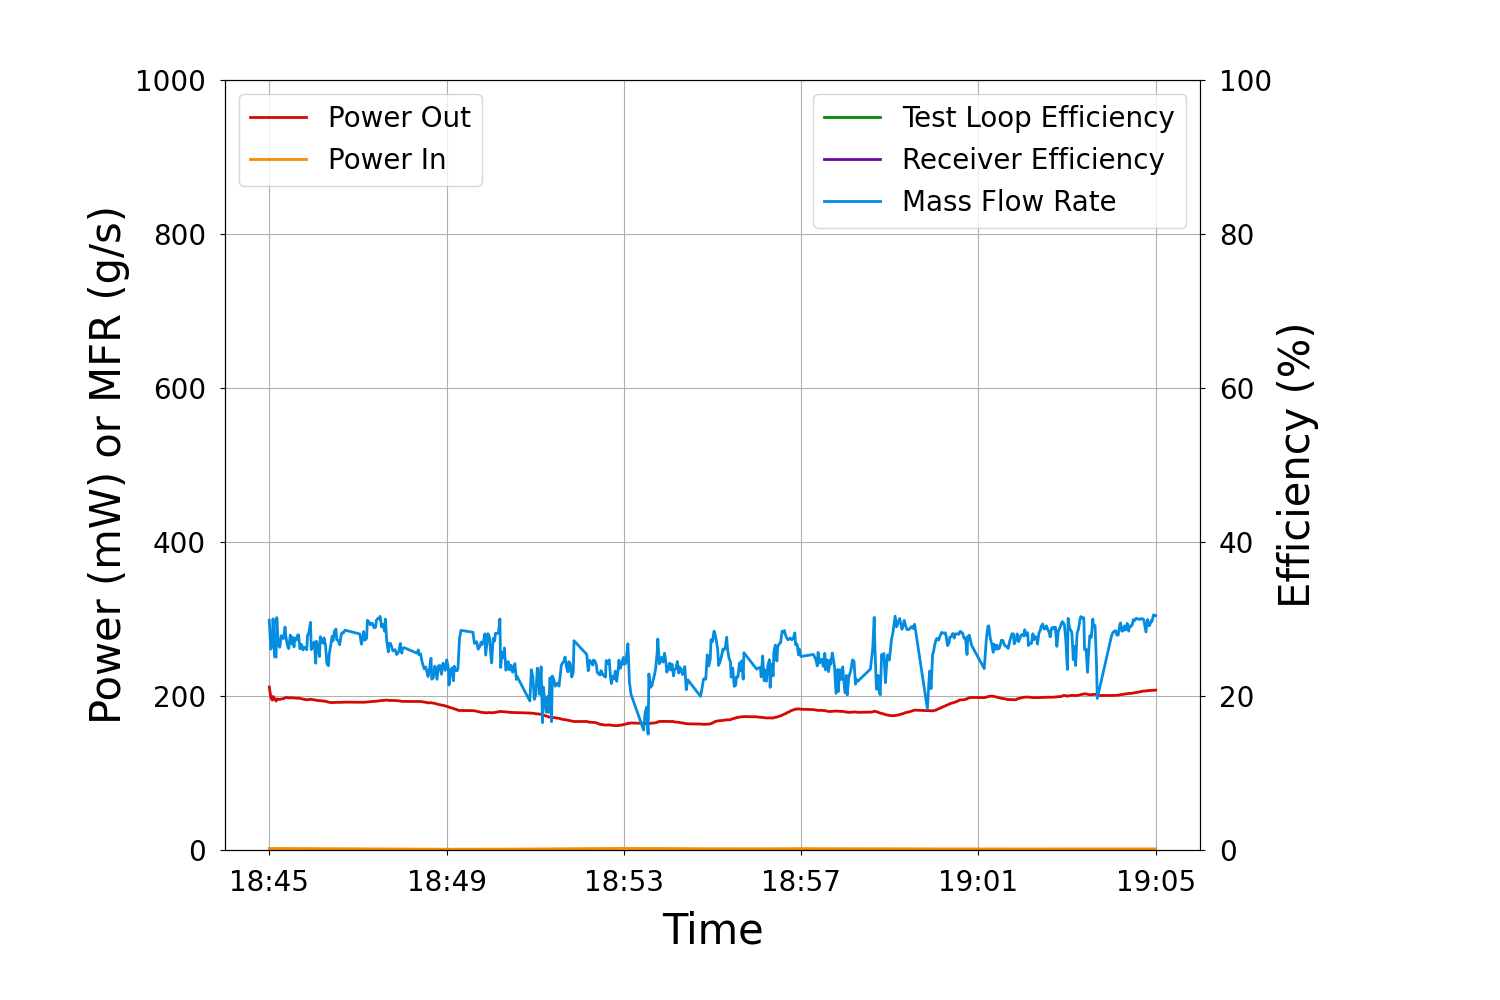 1000
800
600
400
200
0
Power (mW) or MFR (g/s)
Power Out
Power In
Test Loop Efficiency
Receiver Efficiency
Mass Flow Rate
100
80
60
40
20
0
Efficiency (%)
18:45 18:49 18:53 18:57 19:01 19:05
Time